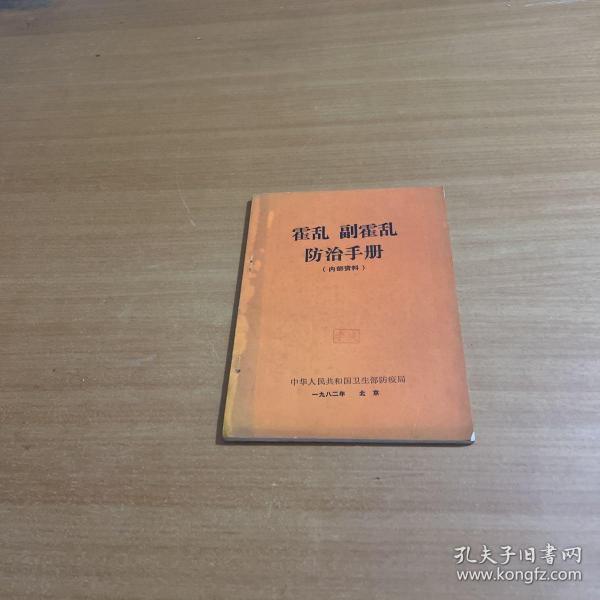 霍乱 副霍乱
防治手册
（内部资料）
中华人民共和国卫生部防疫局
一九八二年 北京
孔夫子旧书网
www.kongfz.com